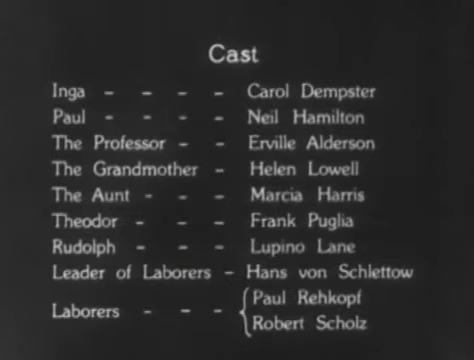 Cast
Inga - - - - Carol Dempster
Paul - - - - Neil Hamilton
The Professor - - Erville Alderson
The Grandmother - Helen Lowell
The Aunt - - - Marcia Harris
Theodor - - - Frank Puglia
Rudolph - - - Lupino Lane
Leader of Laborers - Hans von Schlettow
Laborers - - - { Paul Rehkopf
Robert Scholz